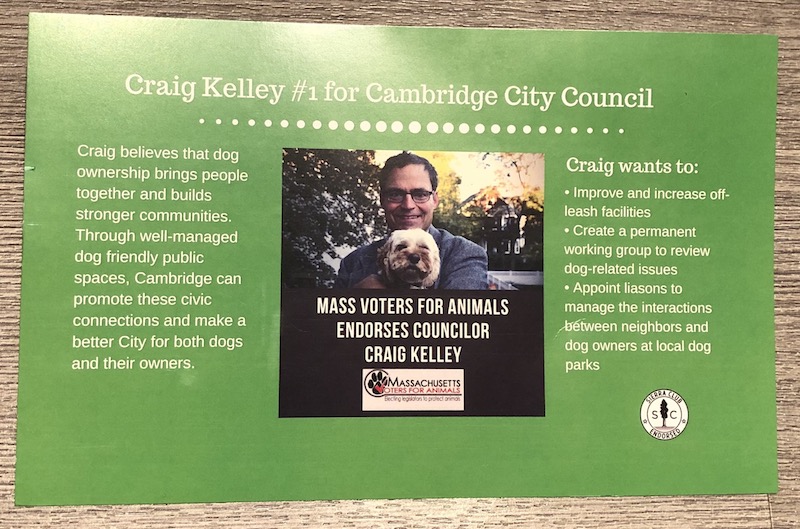 Craig Kelley #1 for Cambridge City Council
Craig believes that dog
ownership brings people
together and builds
stronger communities.
Through well-managed
dog friendly public
spaces, Cambridge can
promote these civic
connections and make a
better City for both dogs
and their owners.
MASS VOTERS FOR ANIMALS
ENDORSES COUNCILOR
CRAIG KELLEY
MASSACHUSETTS
VOTERS FOR ANIMALS
Electing legislators to protect animals
Craig wants to:
• Improve and increase off-
leash facilities
• Create a permanent
working group to review
dog-related issues
• Appoint liasons to
manage the interactions
between neighbors and
dog owners at local dog
parks
SIERRA CLUB
S C
ENDORSED